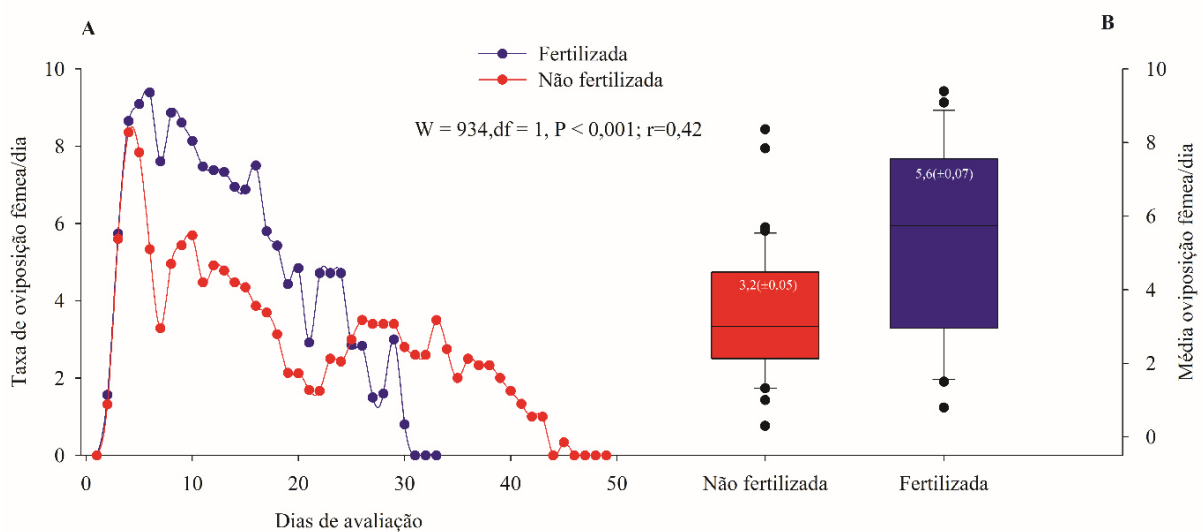 A
B
Fertilizada
Não fertilizada
W = 934,df = 1, P < 0,001; r=0,42
Taxa de oviposição fêmea/dia
10
8
6
4
2
0
0
10
20
30
40
50
Dias de avaliação
3,2(±0.05)
5,6(±0,07)
Não fertilizada
Fertilizada
10
8
6
4
2
0
Média oviposição fêmea/dia